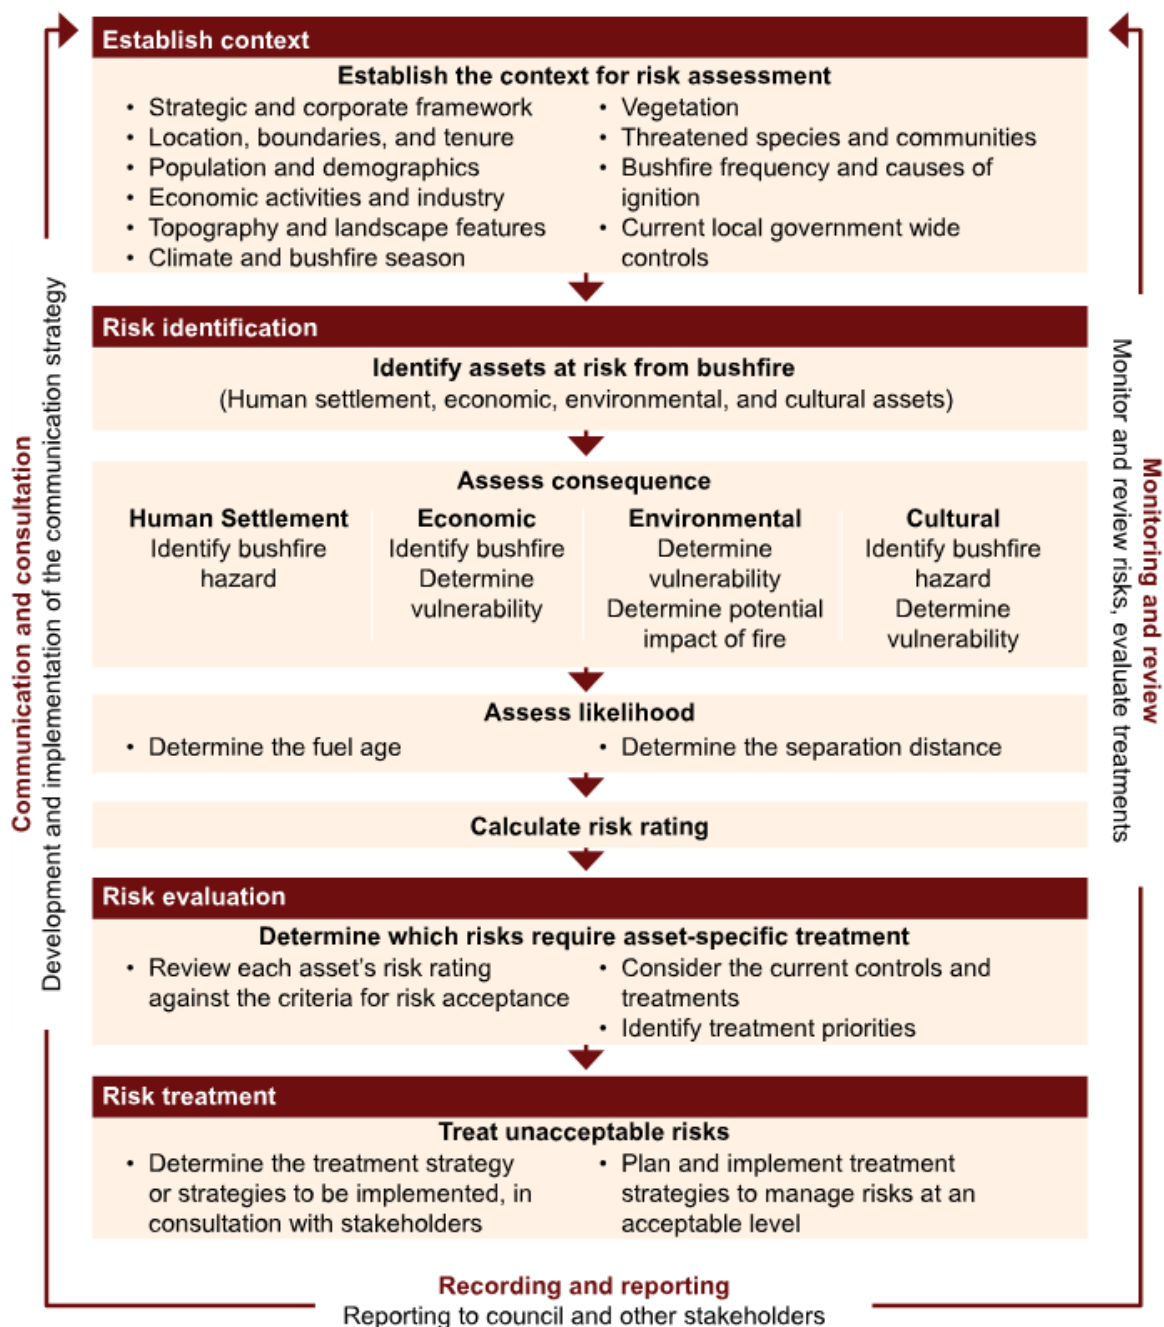 Establish context
Establish the context for risk assessment
• Strategic and corporate framework
• Location, boundaries, and tenure
• Population and demographics
• Economic activities and industry
• Topography and landscape features
• Climate and bushfire season
• Vegetation
• Threatened species and communities
• Bushfire frequency and causes of
ignition
• Current local government wide
controls
Risk identification
Identify assets at risk from bushfire
(Human settlement, economic, environmental, and cultural assets)
Assess consequence
Human Settlement
Identify bushfire
hazard
Economic
Identify bushfire
Determine
vulnerability
Environmental
Determine
vulnerability
Determine potential
impact of fire
Cultural
Identify bushfire
hazard
Determine
vulnerability
Assess likelihood
• Determine the fuel age
• Determine the separation distance
Calculate risk rating
Risk evaluation
Determine which risks require asset-specific treatment
• Review each asset's risk rating
against the criteria for risk acceptance
• Consider the current controls and
treatments
• Identify treatment priorities
Risk treatment
Treat unacceptable risks
• Determine the treatment strategy
or strategies to be implemented, in
consultation with stakeholders
• Plan and implement treatment
strategies to manage risks at an
acceptable level
Communication and consultation
Development and implementation of the communication strategy
Monitoring and review
Monitor and review risks, evaluate treatments
Recording and reporting
Reporting to council and other stakeholders